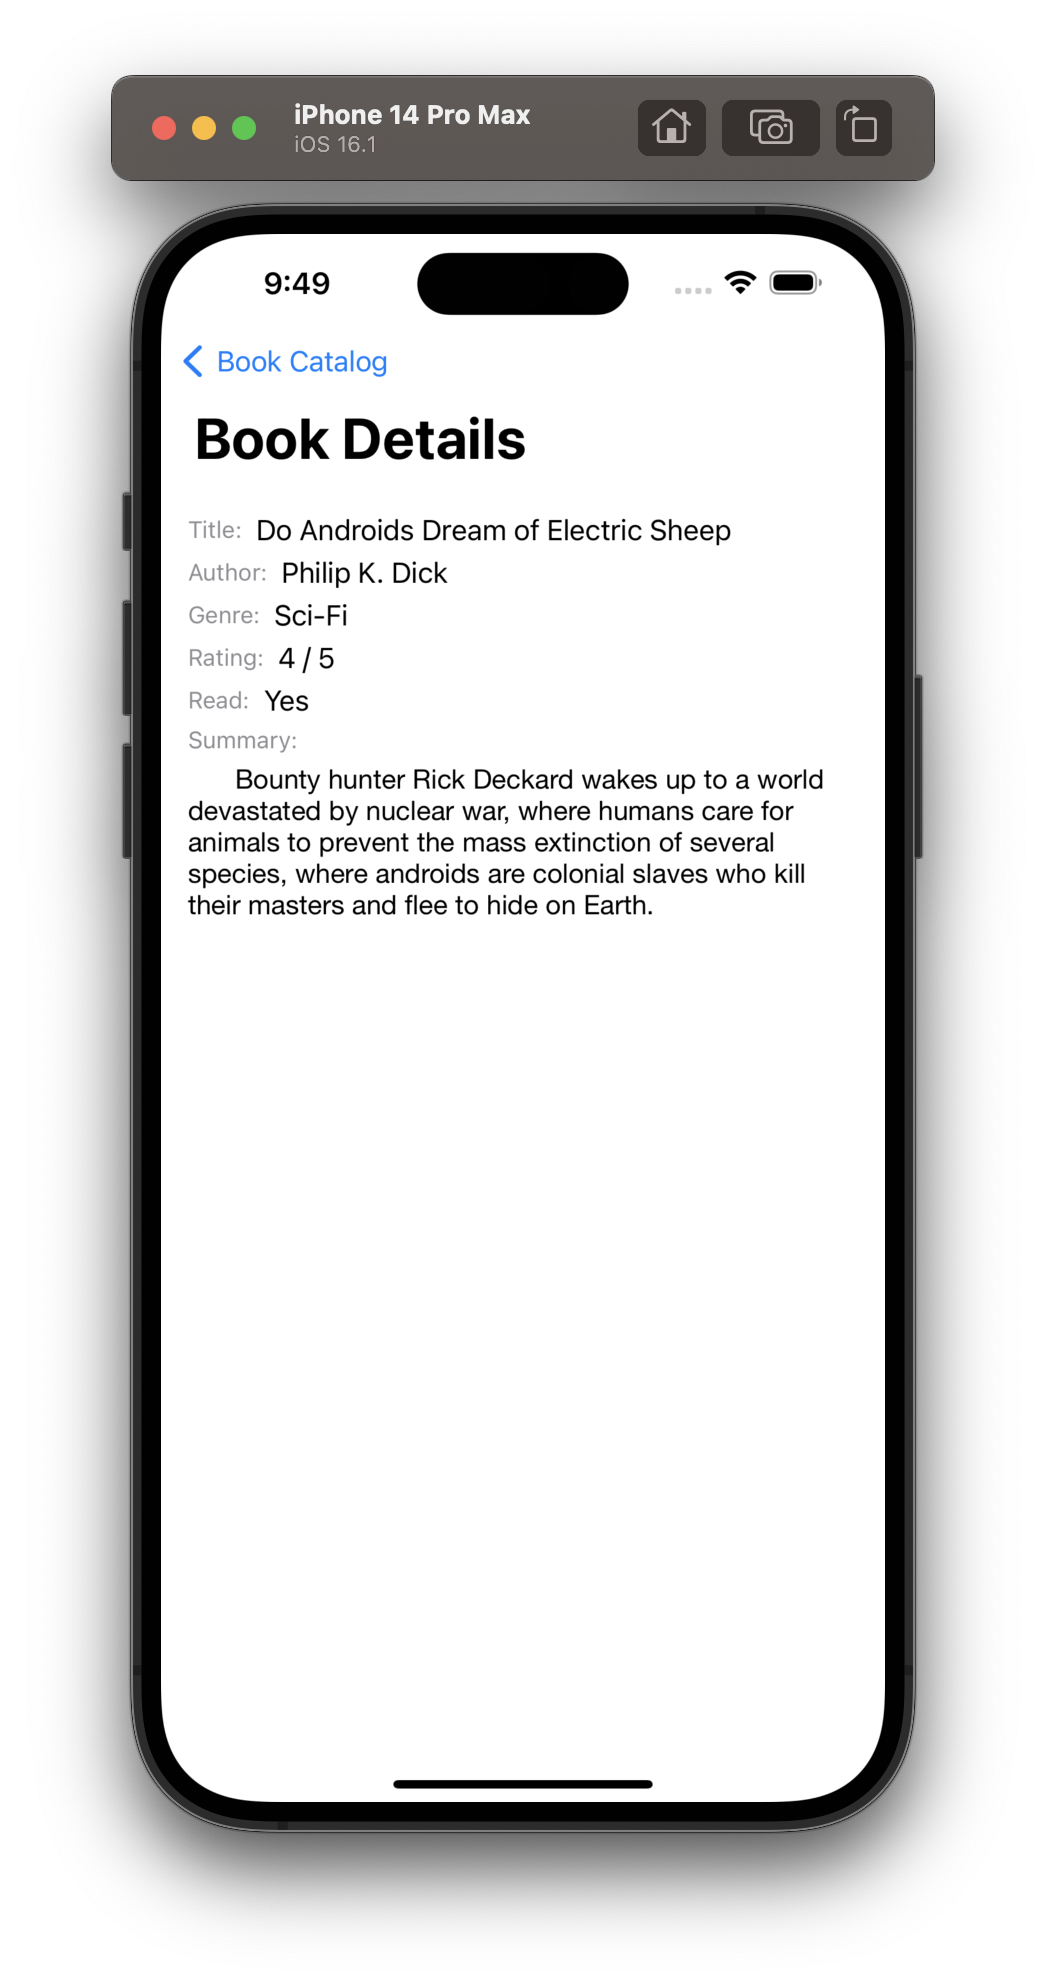 iPhone 14 Pro Max
iOS 16.1
9:49
Book Catalog
Book Details
Title: Do Androids Dream of Electric Sheep
Author: Philip K. Dick
Genre: Sci-Fi
Rating: 4 / 5
Read: Yes
Summary:
Bounty hunter Rick Deckard wakes up to a world
devastated by nuclear war, where humans care for
animals to prevent the mass extinction of several
species, where androids are colonial slaves who kill
their masters and flee to hide on Earth.